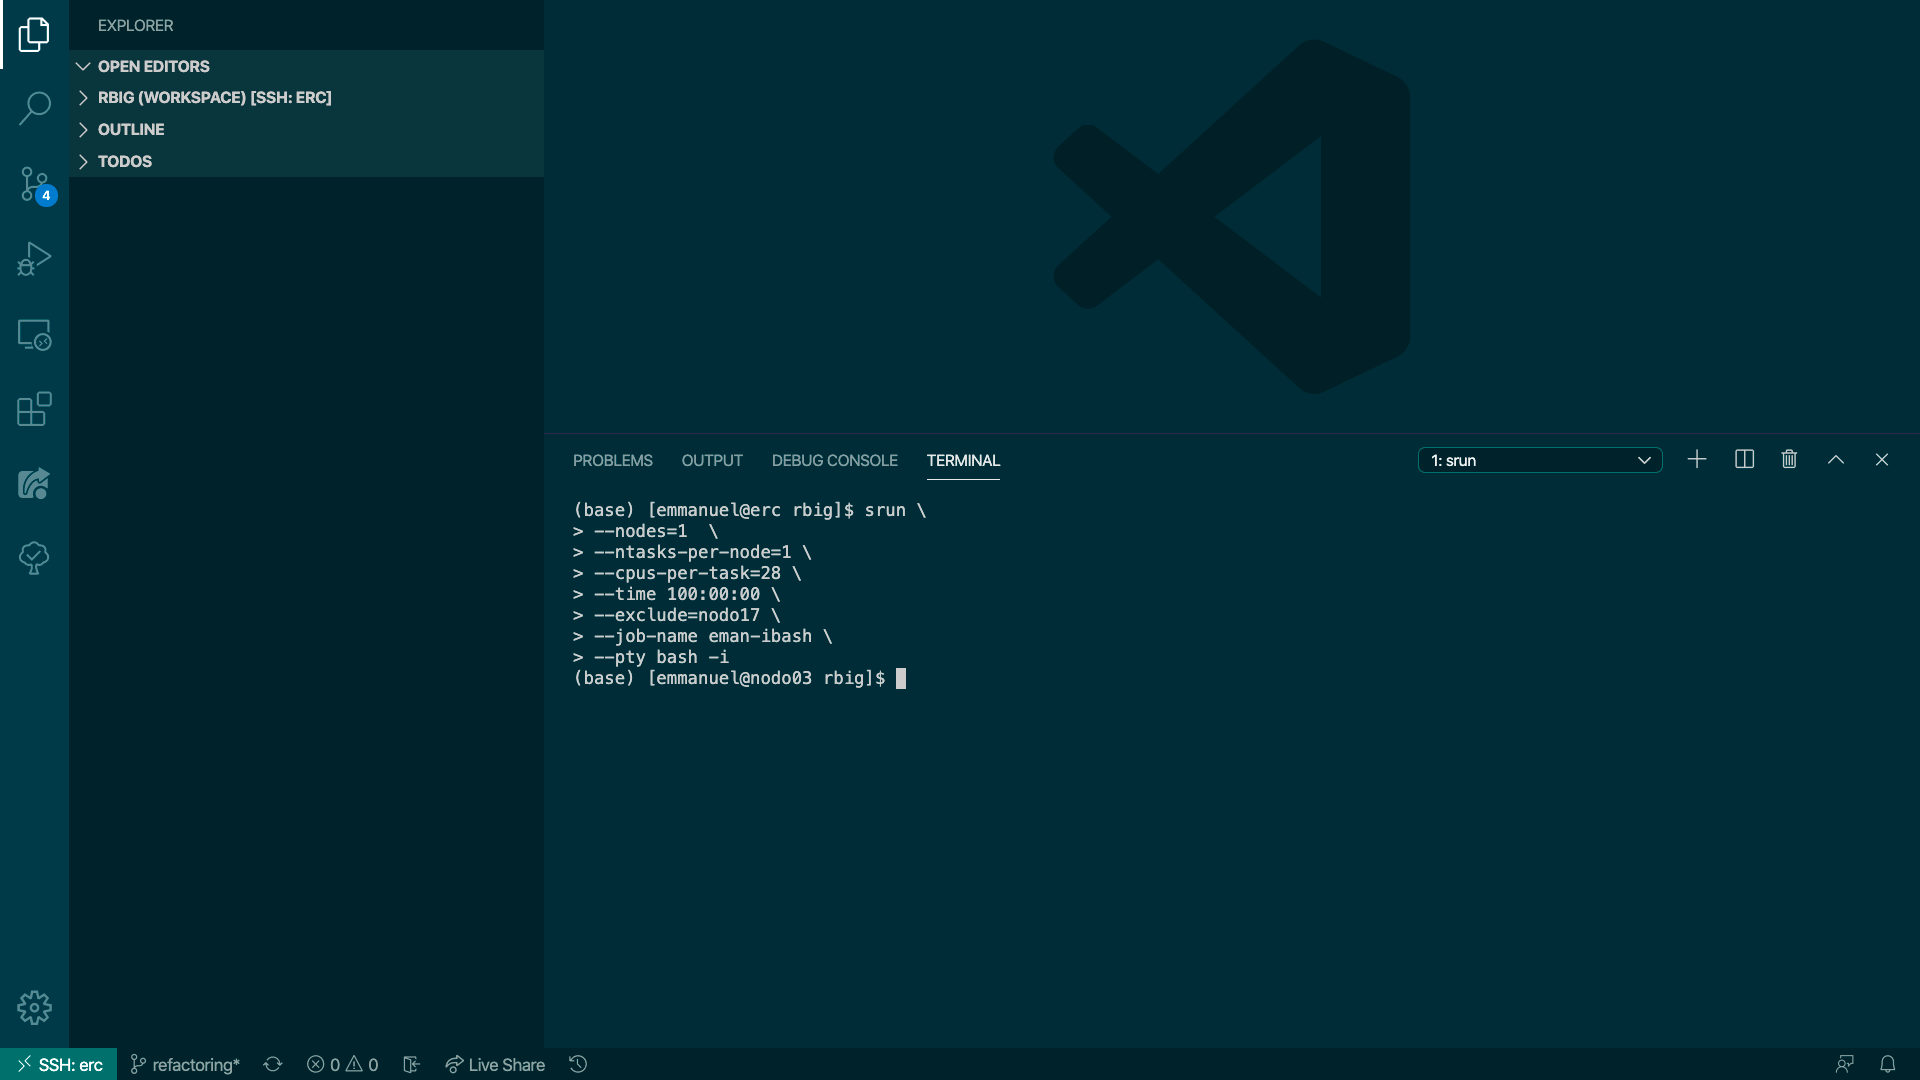 EXPLORER
OPEN EDITORS
RBIG (WORKSPACE) [SSH: ERC]
OUTLINE
TODOS
4
PROBLEMS OUTPUT DEBUG CONSOLE TERMINAL 1: srun
(base) [emmanuel@erc rbig]$ srun \
> --nodes=1  \
> --ntasks-per-node=1 \
> --cpus-per-task=28 \
> --time 100:00:00 \
> --exclude=nodo17 \
> --job-name eman-ibash \
> --pty bash -i
(base) [emmanuel@nodo03 rbig]$
SSH: erc refactoring* 0 0 Live Share